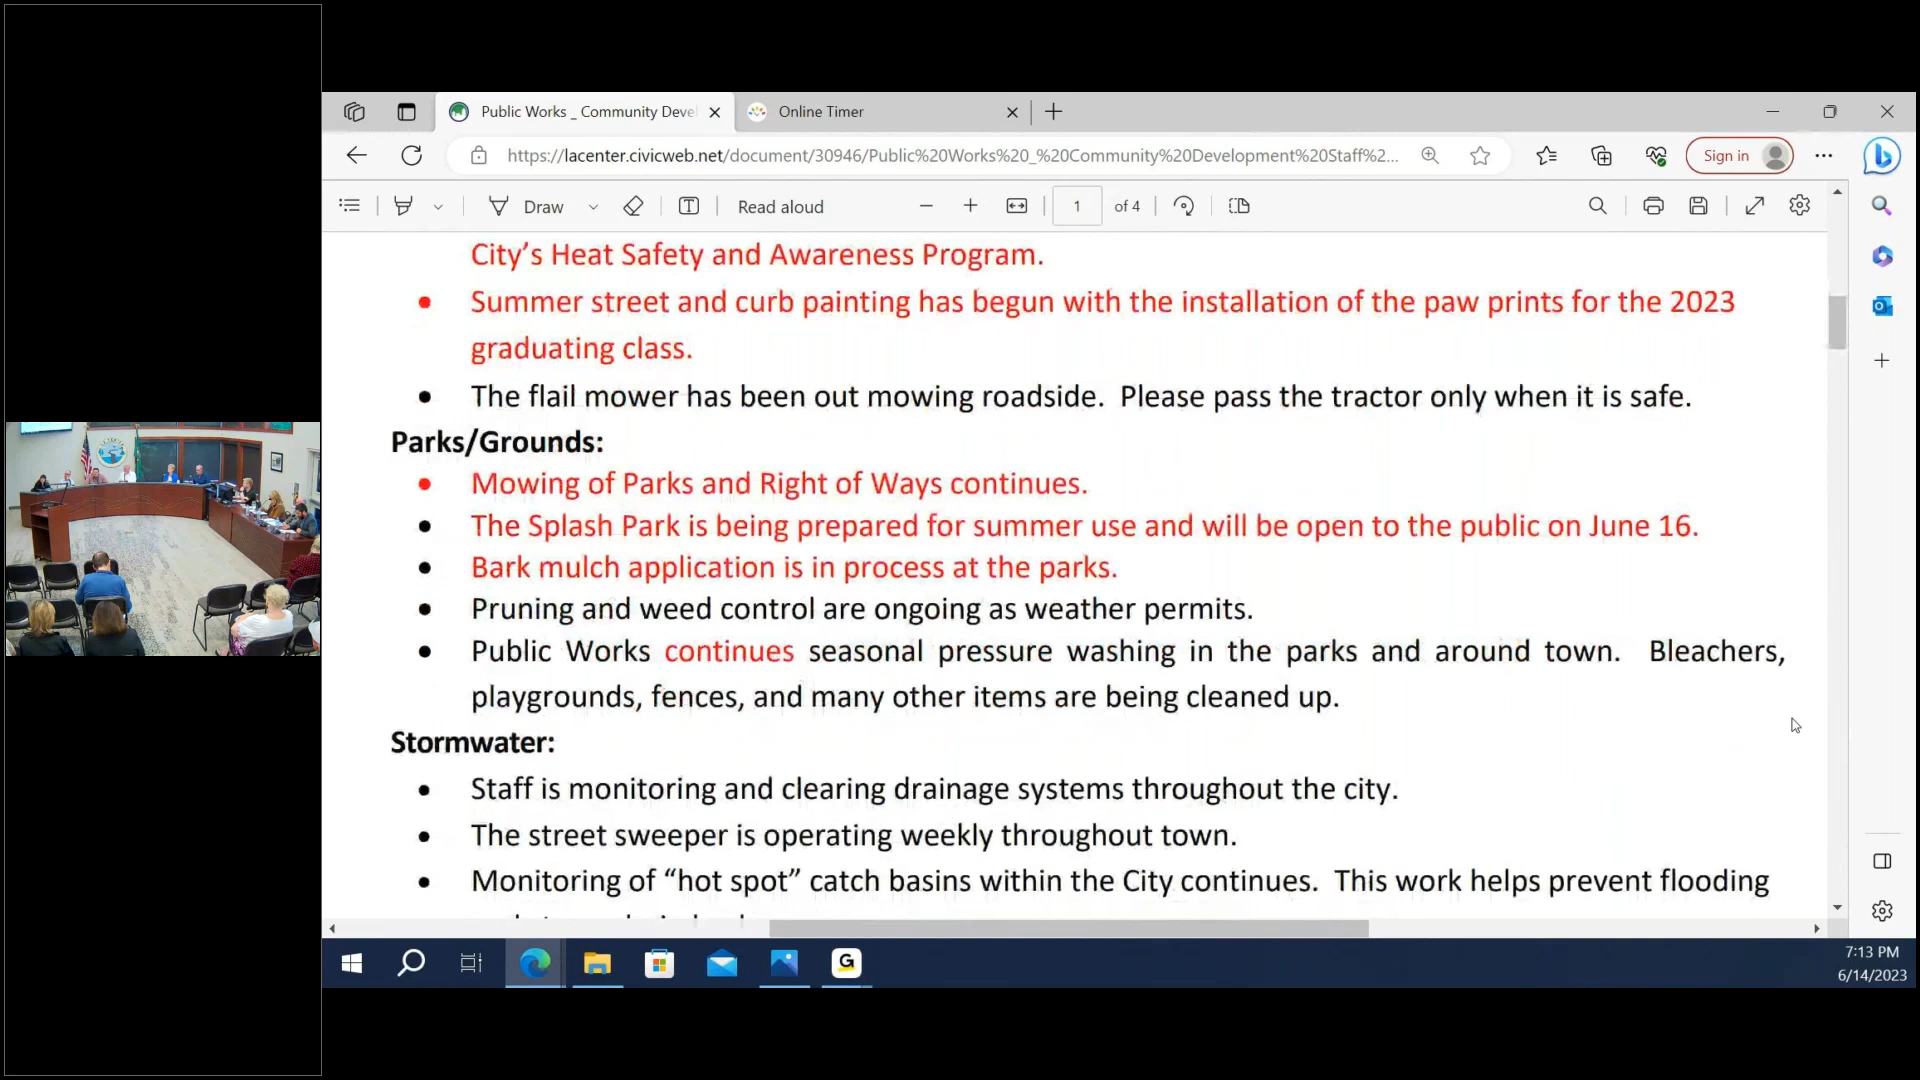 Public Works _ Community Deve
Online Timer
https://lacenter.civicweb.net/document/30946/Public%20Works%20_%20Community%20Development%20Staff%2...
Sign in
Draw
Read aloud
1
of 4
City’s Heat Safety and Awareness Program.
• Summer street and curb painting has begun with the installation of the paw prints for the 2023
graduating class.
• The flail mower has been out mowing roadside.  Please pass the tractor only when it is safe.
Parks/Grounds:
• Mowing of Parks and Right of Ways continues.
• The Splash Park is being prepared for summer use and will be open to the public on June 16.
• Bark mulch application is in process at the parks.
• Pruning and weed control are ongoing as weather permits.
• Public Works continues seasonal pressure washing in the parks and around town.  Bleachers,
playgrounds, fences, and many other items are being cleaned up.
Stormwater:
• Staff is monitoring and clearing drainage systems throughout the city.
• The street sweeper is operating weekly throughout town.
• Monitoring of “hot spot” catch basins within the City continues.  This work helps prevent flooding
7:13 PM
6/14/2023